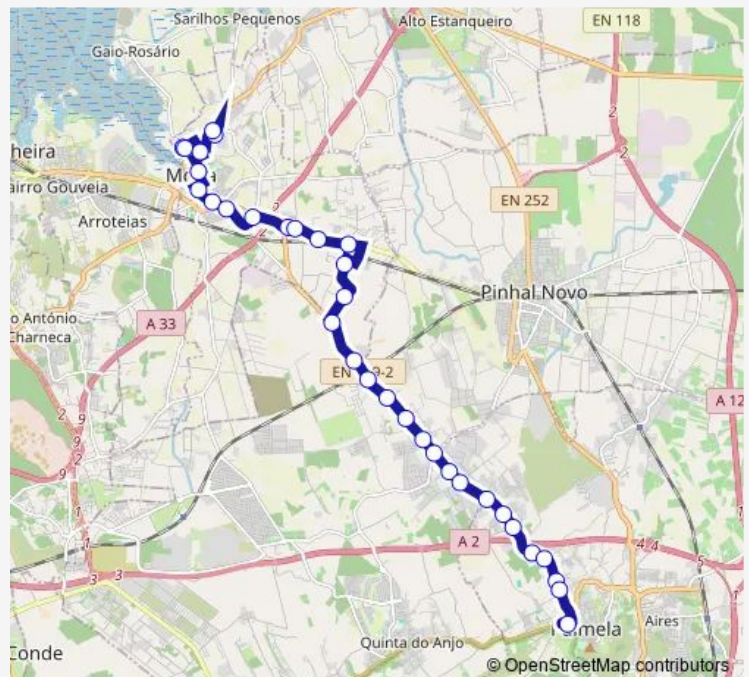 Sarilhos Pequenos
Alto Estanqueiro
EN 118
Gaio-Rosário
heira
airro Gouveia
Arroteias
EN 252
Pinhal Novo
o António
Charneca
A 33
A 12
A 2
Quinta do Anjo
Aires
Conde
© OpenStreetMap contributors